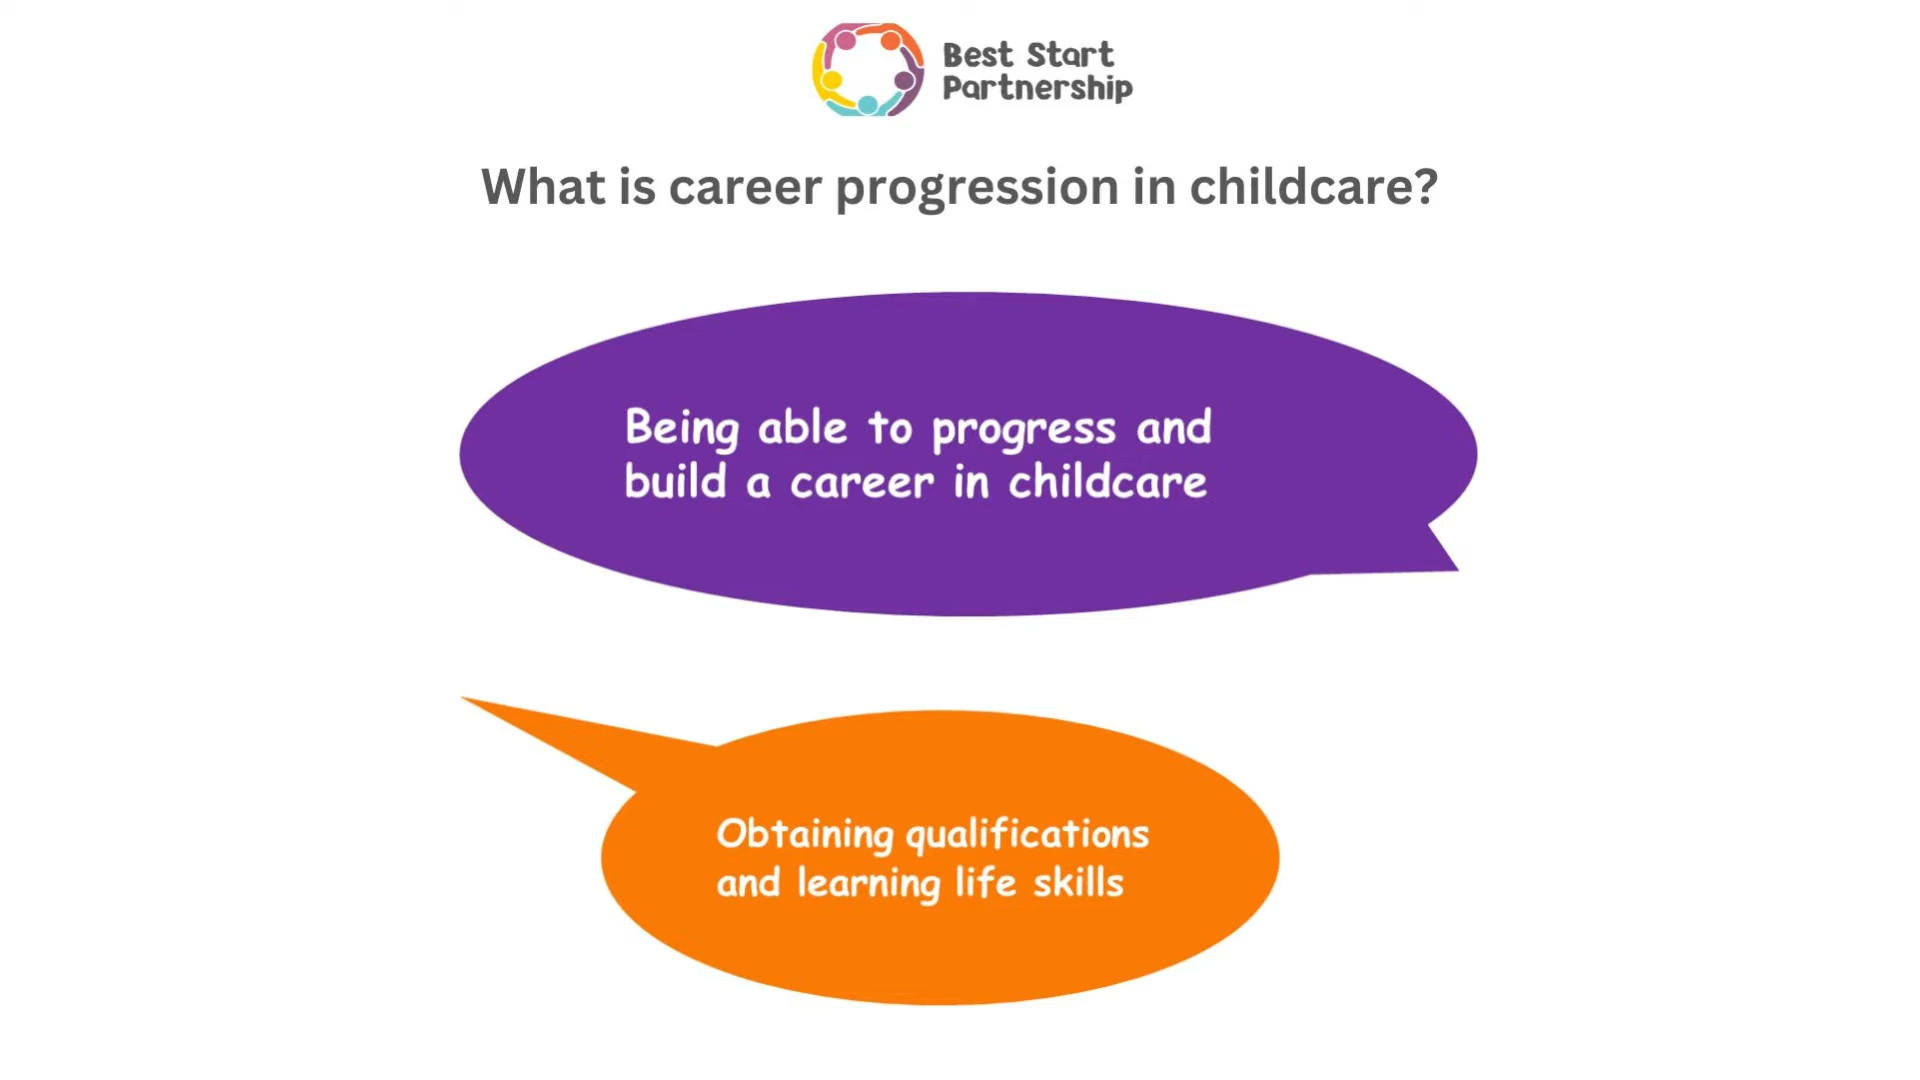 Best Start
Partnership
What is career progression in childcare?
Being able to progress and
build a career in childcare
Obtaining qualifications
and learning life skills